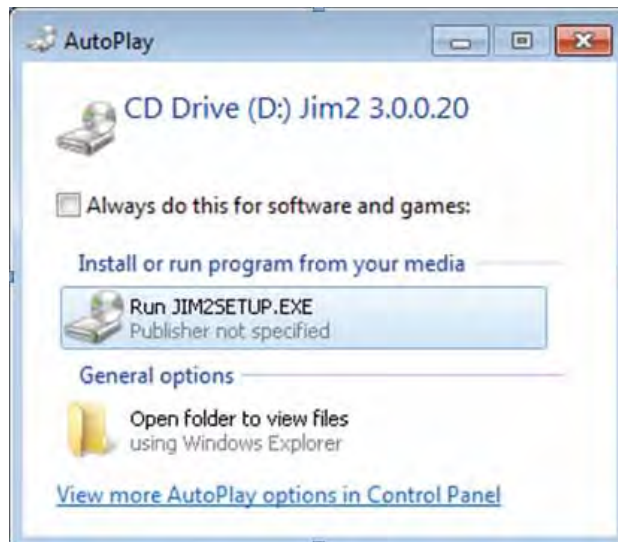 AutoPlay
CD Drive (D:) Jim2 3.0.0.20
Always do this for software and games:
Install or run program from your media
Run JIM2SETUP.EXE
Publisher not specified
General options
Open folder to view files
using Windows Explorer
View more AutoPlay options in Control Panel